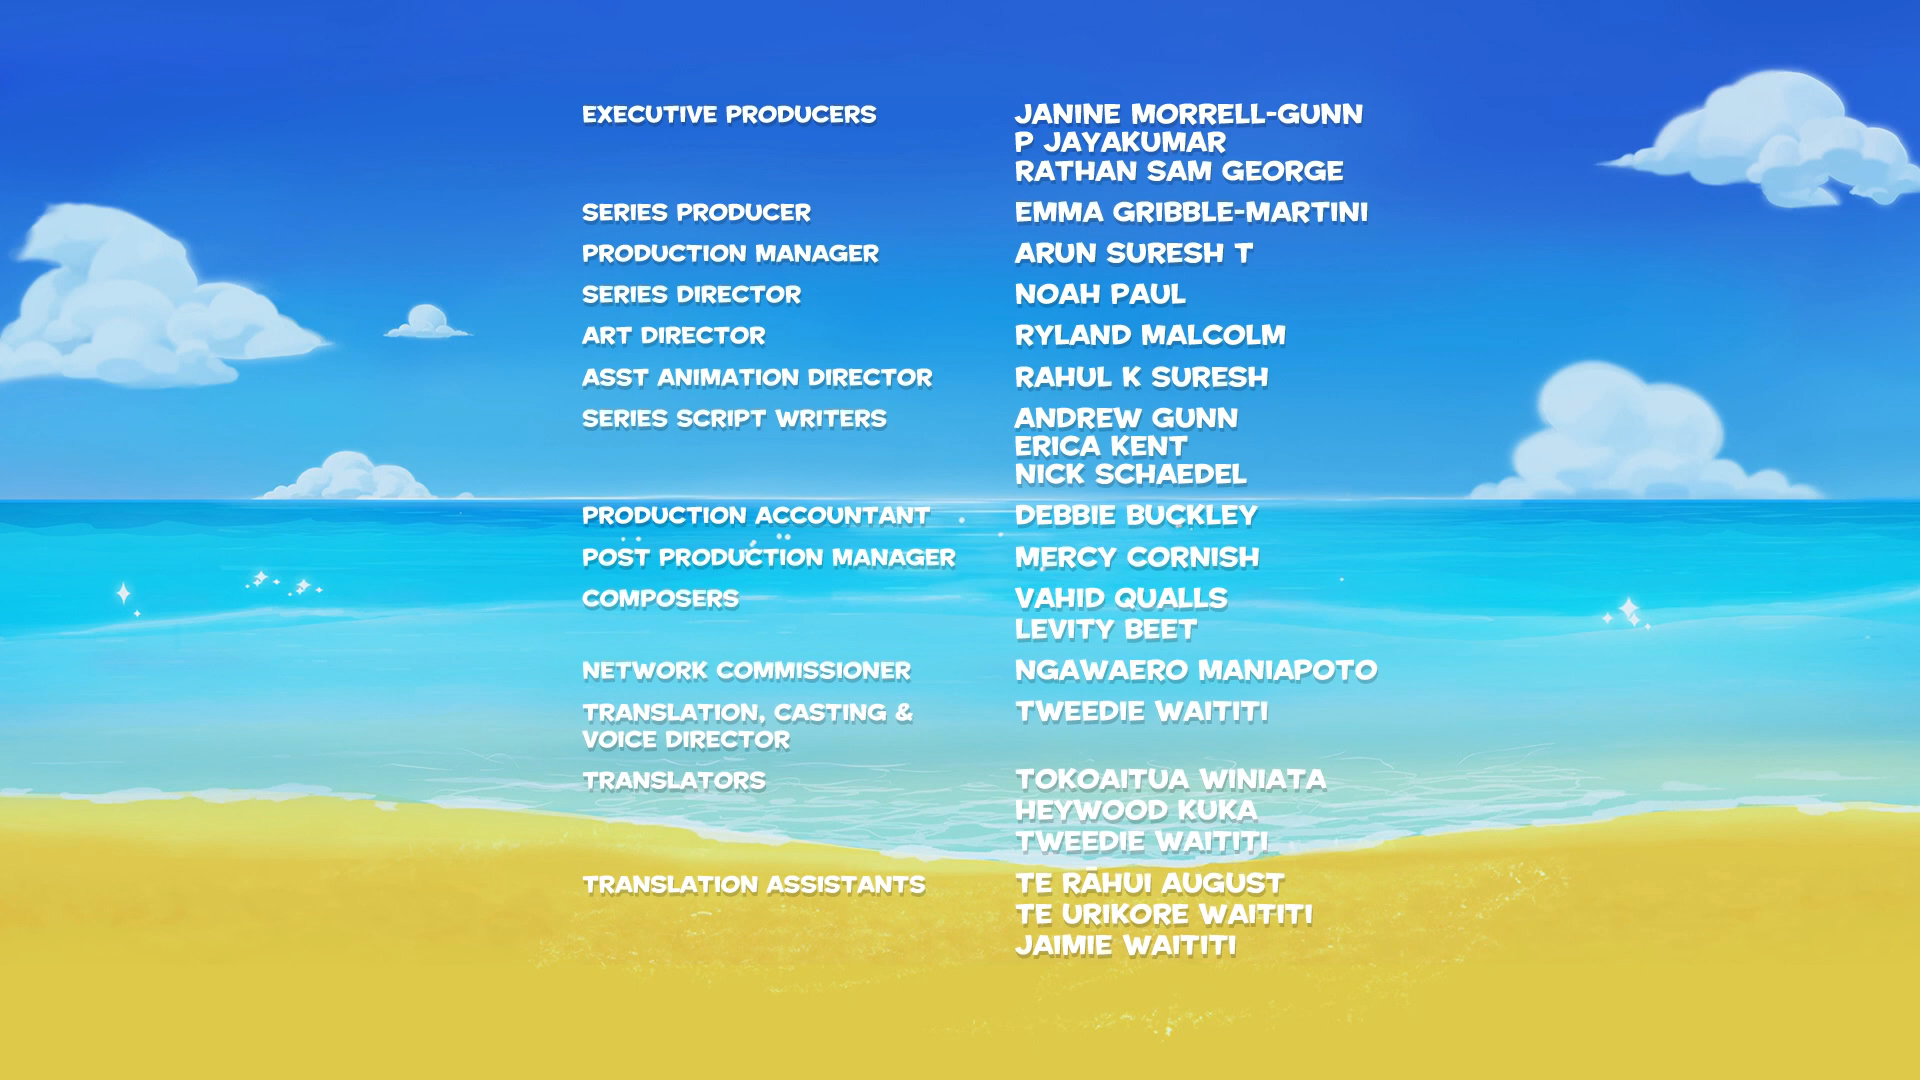 EXECUTIVE PRODUCERS JANINE MORRELL-GUNN
P JAYAKUMAR
RATHAN SAM GEORGE
SERIES PRODUCER EMMA GRIBBLE-MARTINI
PRODUCTION MANAGER ARUN SURESH T
SERIES DIRECTOR NOAH PAUL
ART DIRECTOR RYLAND MALCOLM
ASST ANIMATION DIRECTOR RAHUL K SURESH
SERIES SCRIPT WRITERS ANDREW GUNN
ERICA KENT
NICK SCHAEDEL
PRODUCTION ACCOUNTANT DEBBIE BUCKLEY
POST PRODUCTION MANAGER MERCY CORNISH
COMPOSERS VAHID QUALLS
LEVITY BEET
NETWORK COMMISSIONER NGAWAERO MANIAPOTO
TRANSLATION, CASTING & TWEEDIE WAITITI
VOICE DIRECTOR
TRANSLATORS TOKOAITUA WINIATA
HEYWOOD KUKA
TWEEDIE WAITITI
TRANSLATION ASSISTANTS TE RĀHUI AUGUST
TE URIKORE WAITITI
JAIMIE WAITITI